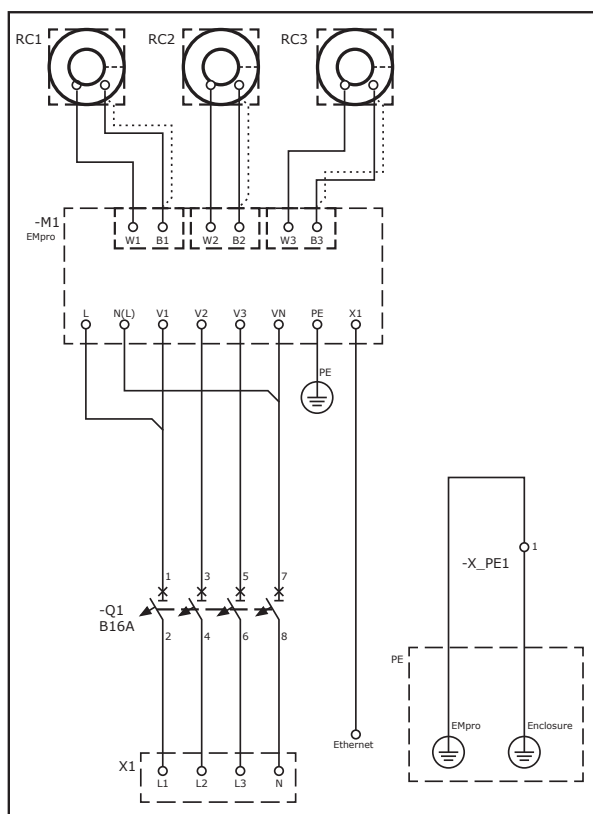 RC1 RC2 RC3
-M1
EMpro
W1 B1 W2 B2 W3 B3
L N(L) V1 V2 V3 VN PE X1
PE
1 3 5 7
-Q1
B16A
2 4 6 8
-X_PE1 1
PE
EMpro Enclosure
Ethernet
X1
L1 L2 L3 N